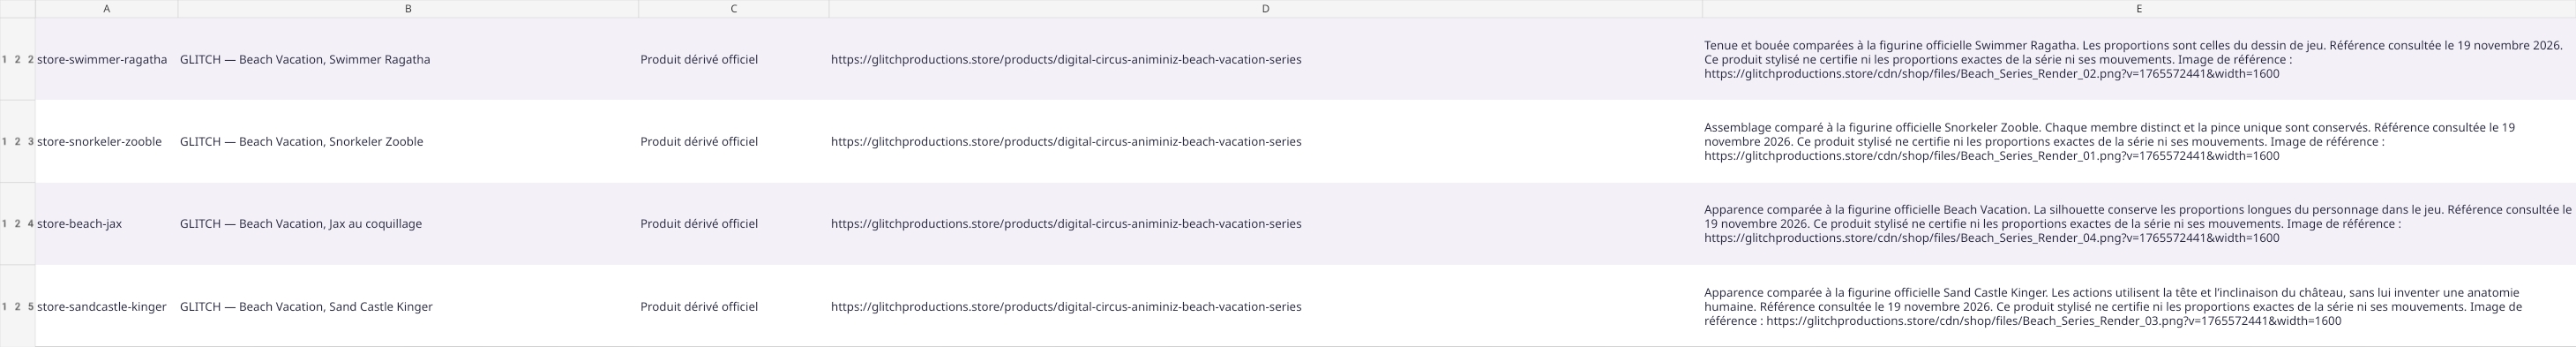 A B C D E
1 2 2 store-swimmer-ragatha GLITCH — Beach Vacation, Swimmer Ragatha Produit dérivé officiel https://glitchproductions.store/products/digital-circus-animiniz-beach-vacation-series Tenue et bouée comparées à la figurine officielle Swimmer Ragatha. Les proportions sont celles du dessin de jeu. Référence consultée le 19 novembre 2026.
Ce produit stylisé ne certifie ni les proportions exactes de la série ni ses mouvements. Image de référence :
https://glitchproductions.store/cdn/shop/files/Beach_Series_Render_02.png?v=1765572441&width=1600
1 2 3 store-snorkeler-zooble GLITCH — Beach Vacation, Snorkeler Zooble Produit dérivé officiel https://glitchproductions.store/products/digital-circus-animiniz-beach-vacation-series Assemblage comparé à la figurine officielle Snorkeler Zooble. Chaque membre distinct et la pince unique sont conservés. Référence consultée le 19
novembre 2026. Ce produit stylisé ne certifie ni les proportions exactes de la série ni ses mouvements. Image de référence :
https://glitchproductions.store/cdn/shop/files/Beach_Series_Render_01.png?v=1765572441&width=1600
1 2 4 store-beach-jax GLITCH — Beach Vacation, Jax au coquillage Produit dérivé officiel https://glitchproductions.store/products/digital-circus-animiniz-beach-vacation-series Apparence comparée à la figurine officielle Beach Vacation. La silhouette conserve les proportions longues du personnage dans le jeu. Référence consultée le
19 novembre 2026. Ce produit stylisé ne certifie ni les proportions exactes de la série ni ses mouvements. Image de référence :
https://glitchproductions.store/cdn/shop/files/Beach_Series_Render_04.png?v=1765572441&width=1600
1 2 5 store-sandcastle-kinger GLITCH — Beach Vacation, Sand Castle Kinger Produit dérivé officiel https://glitchproductions.store/products/digital-circus-animiniz-beach-vacation-series Apparence comparée à la figurine officielle Sand Castle Kinger. Les actions utilisent la tête et l’inclinaison du château, sans lui inventer une anatomie
humaine. Référence consultée le 19 novembre 2026. Ce produit stylisé ne certifie ni les proportions exactes de la série ni ses mouvements. Image de
référence : https://glitchproductions.store/cdn/shop/files/Beach_Series_Render_03.png?v=1765572441&width=1600